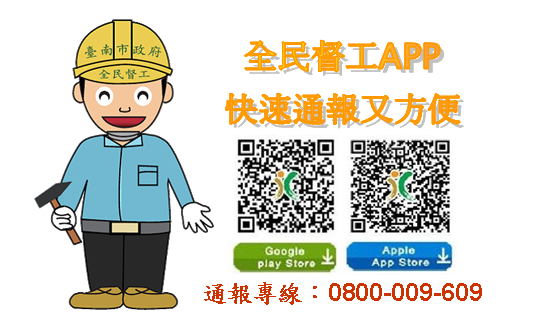 臺南市政府
全民督工
全民督工APP
快速通報又方便
Google
play Store
Apple
App Store
通報專線：0800-009-609